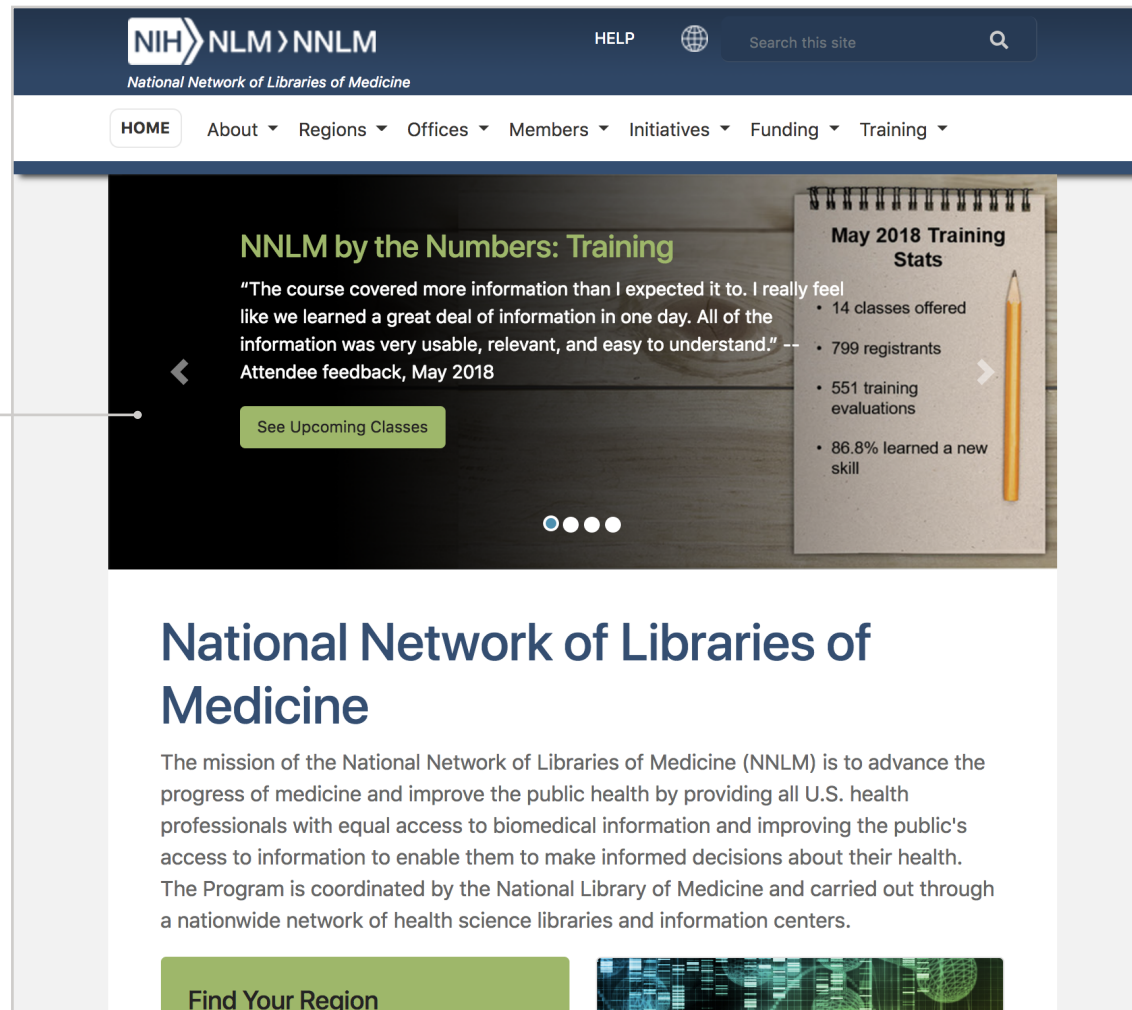 NIH NLM NNLM
National Network of Libraries of Medicine
HELP
Search this site
HOME About Regions Offices Members Initiatives Funding Training
NNLM by the Numbers: Training
“The course covered more information than I expected it to. I really feel
like we learned a great deal of information in one day. All of the
information was very usable, relevant, and easy to understand.” --
Attendee feedback, May 2018
See Upcoming Classes
May 2018 Training
Stats
• 14 classes offered
• 799 registrants
• 551 training
evaluations
• 86.8% learned a new
skill
National Network of Libraries of
Medicine
The mission of the National Network of Libraries of Medicine (NNLM) is to advance the
progress of medicine and improve the public health by providing all U.S. health
professionals with equal access to biomedical information and improving the public's
access to information to enable them to make informed decisions about their health.
The Program is coordinated by the National Library of Medicine and carried out through
a nationwide network of health science libraries and information centers.
Find Your Region